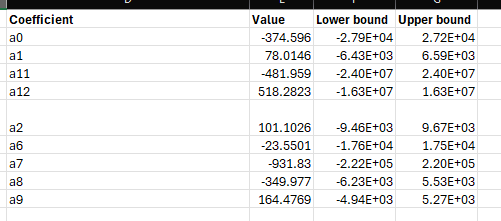 Coefficient Value Lower bound Upper bound
a0 -374.596 -2.79E+04 2.72E+04
a1 78.0146 -6.43E+03 6.59E+03
a11 -481.959 -2.40E+07 2.40E+07
a12 518.2823 -1.63E+07 1.63E+07
a2 101.1026 -9.46E+03 9.67E+03
a6 -23.5501 -1.76E+04 1.75E+04
a7 -931.83 -2.22E+05 2.20E+05
a8 -349.977 -6.23E+03 5.53E+03
a9 164.4769 -4.94E+03 5.27E+03